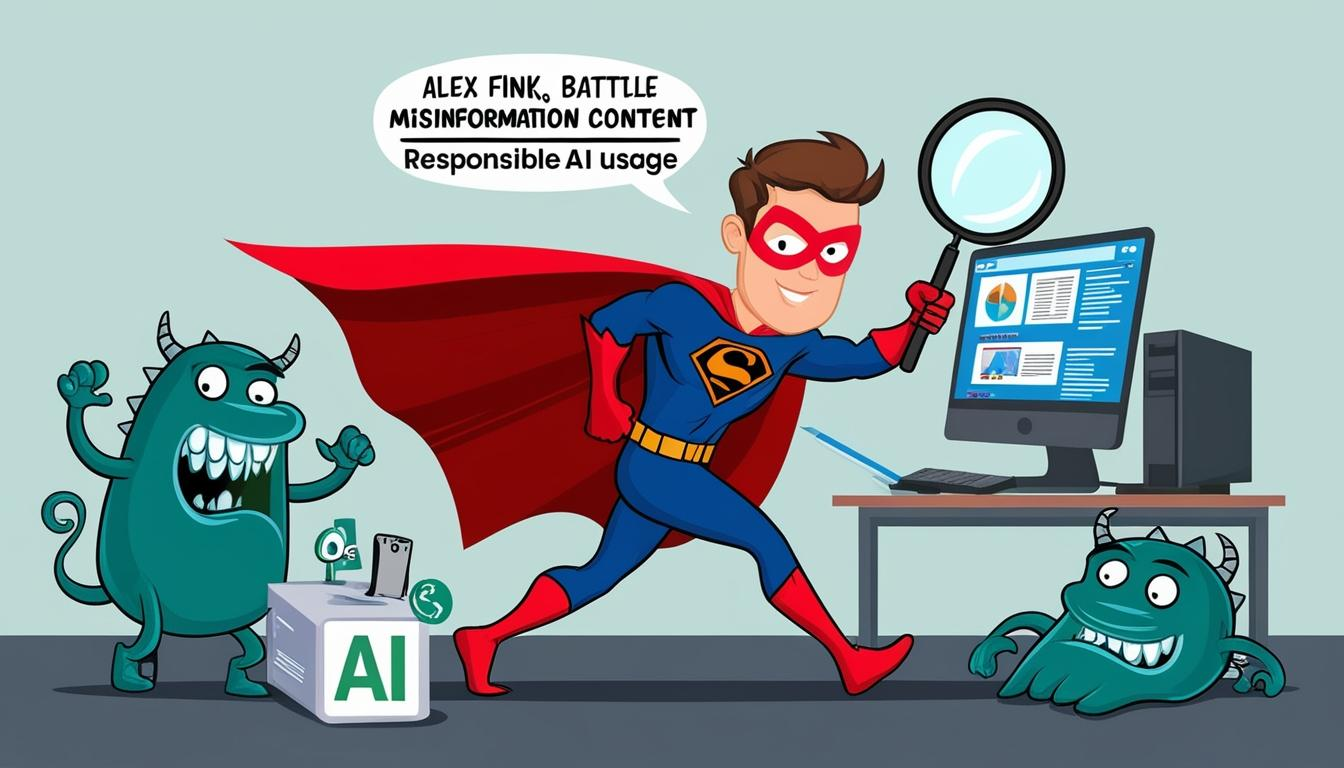 ALEX FINK, BATTLE
MISINFORMATION CONTENT
Responsible AI usage
S
AI